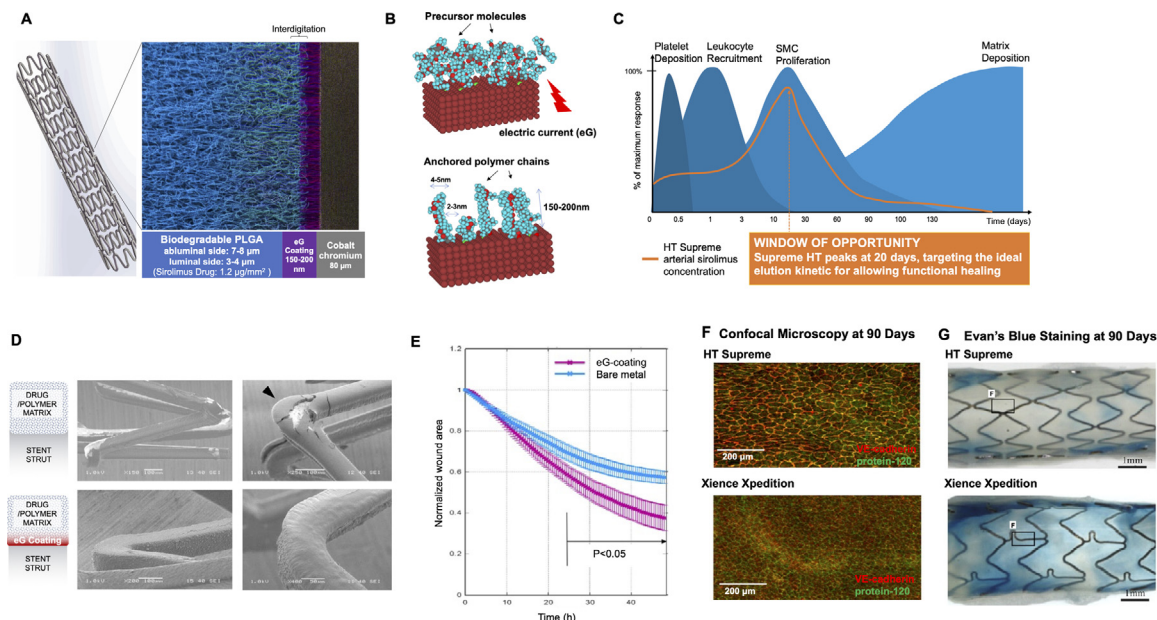 A
Interdigitation
Biodegradable PLGA
abluminal side: 7-8 µm
luminal side: 3-4 µm
(Sirolimus Drug: 1.2 µg/mm²)
eG
Coating
150-200
nm
Cobalt
chromium
80 µm
B
Precursor molecules
electric current (eG)
Anchored polymer chains
4-5nm
2-3nm
150-200nm
C
Platelet
Deposition
Leukocyte
Recruitment
SMC
Proliferation
Matrix
Deposition
100%
% of maximum response
0 0.5 1 3 10 30 60 90 100 130 Time (days)
HT Supreme
arterial sirolimus
concentration
WINDOW OF OPPORTUNITY
Supreme HT peaks at 20 days, targeting the ideal
elution kinetic for allowing functional healing
D
DRUG
/POLYMER
MATRIX
STENT
STRUT
DRUG
/POLYMER
MATRIX
eG Coating
STENT
STRUT
E
eG-coating
Bare metal
Normalized wound area
1.2
1.0
0.8
0.6
0.4
0
P<0.05
0 10 20 30 40
Time (h)
F Confocal Microscopy at 90 Days
HT Supreme
200 µm
protein-120
Xience Xpedition
200 µm
protein-120
G Evan's Blue Staining at 90 Days
HT Supreme
F
1mm
Xience Xpedition
F
1mm